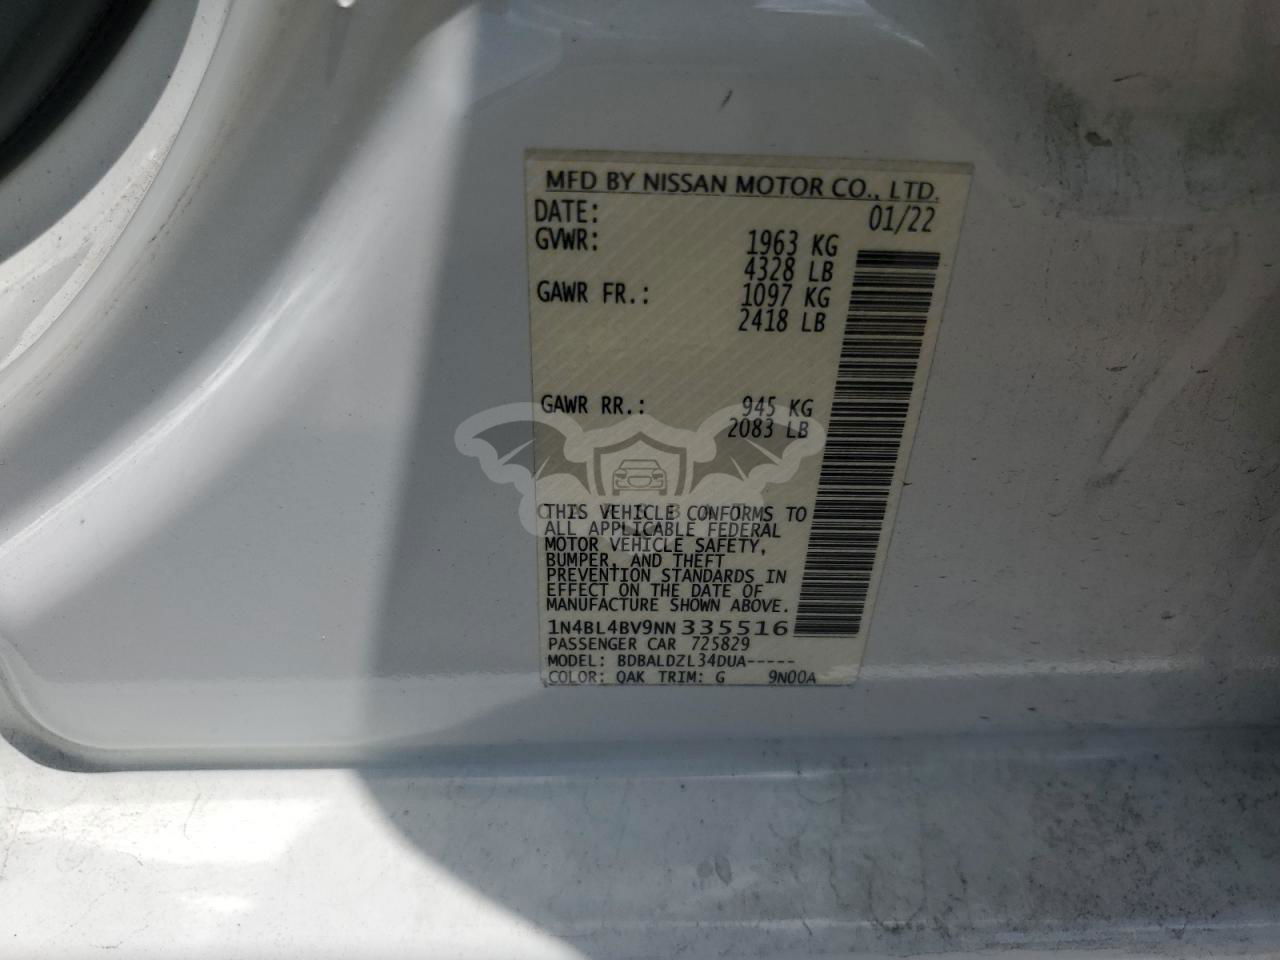 MFD BY NISSAN MOTOR CO., LTD.
DATE: 01/22
GVWR: 1963 KG
4328 LB
GAWR FR.: 1097 KG
2418 LB
GAWR RR.: 945 KG
2083 LB
THIS VEHICLE CONFORMS TO
ALL APPLICABLE FEDERAL
MOTOR VEHICLE SAFETY,
BUMPER, AND THEFT
PREVENTION STANDARDS IN
EFFECT ON THE DATE OF
MANUFACTURE SHOWN ABOVE.
1N4BL4BV9NN335516
PASSENGER CAR 725829
MODEL: BDBALDZL34DUA-----
COLOR: QAK TRIM: G 9N00A